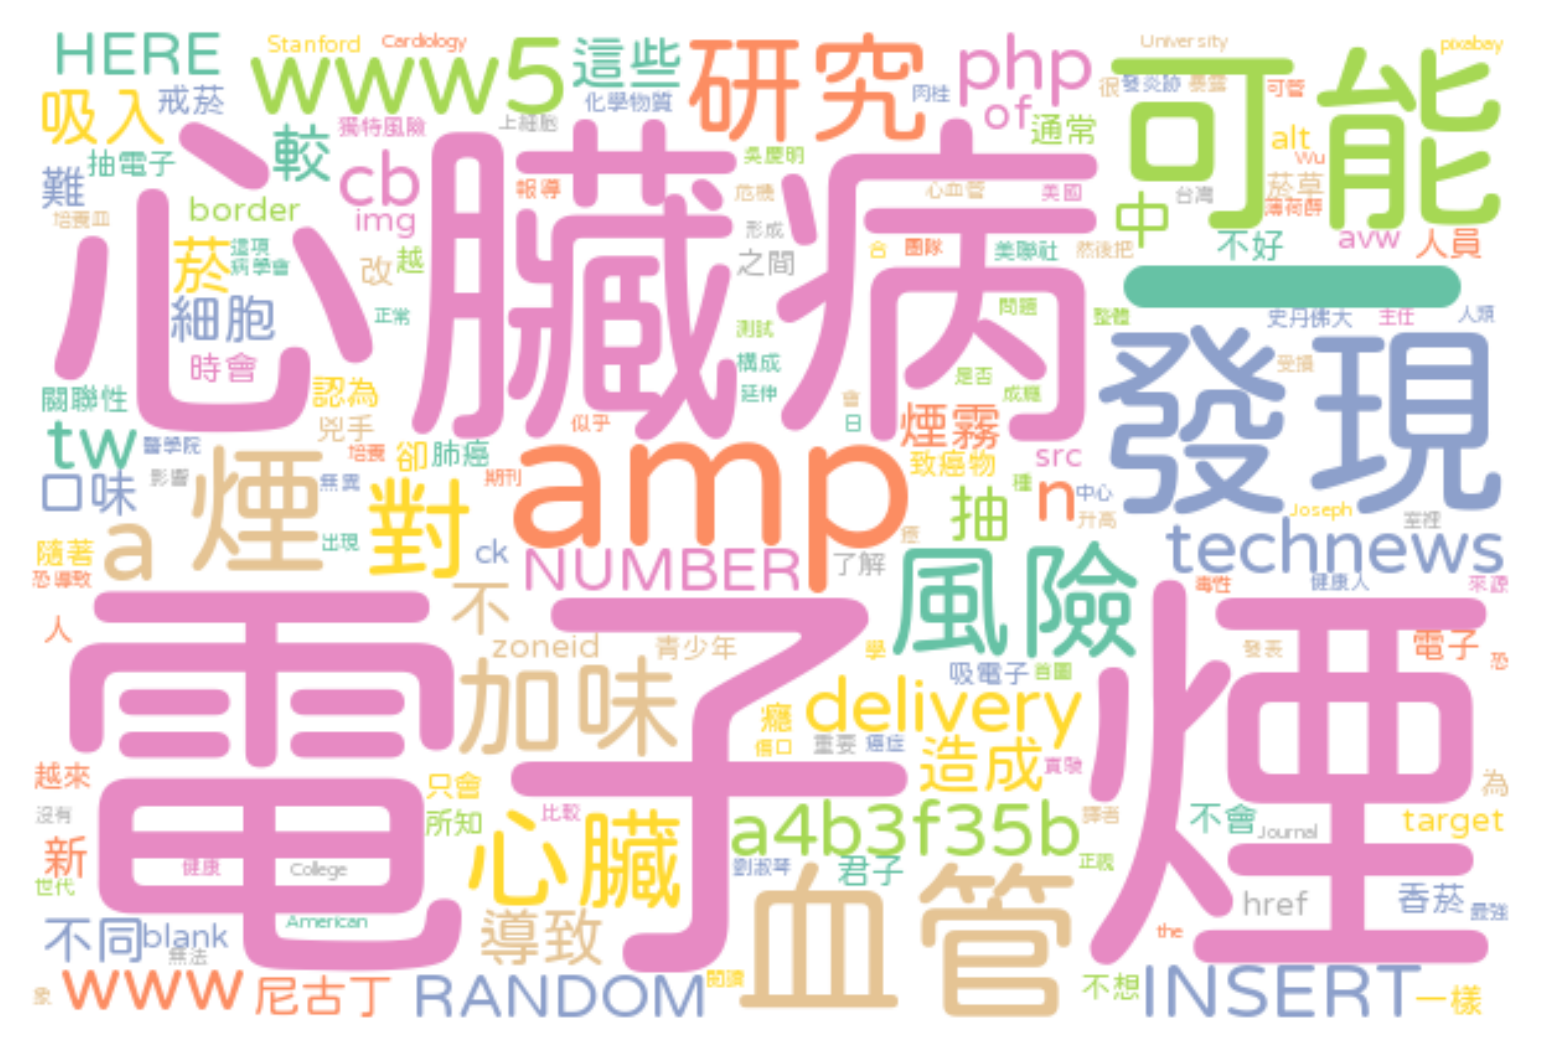 HERE
Stanford
Cardiology
www5
這些
研究
php
University
pixabay
可能
吸入
戒菸
化學物質
肉桂
of
很
發炎跡
暴露
可管
獨特風險
上細胞
通常
alt
Wu
較
抽電子
cb
心臟病
吳慶明
報導
危機
心血管
美國
中
台灣
菸草
薄荷醇
難
img
培養皿
border
形成
avw
人員
不好
菸
這項
病學會
改
越
之間
合
團隊
美聯社
然後把
一
細胞
正常
測試
問題
整體
史丹佛大
主任
人類
時會
構成
是否
受損
發現
關聯性
認為
延伸
會
成癮
兇手
似乎
日
煙霧
tw
醫學院
培養
卻
肺癌
amp
致癌物
src
口味
影響
煙
無異
對
期刊
抽
種
n
中心
升高
Joseph
室裡
a
隨著
出現
ck
癌
technews
恐
導致
NUMBER
了解
風險
健康人
毒性
來源
電子煙
人
不
zoneid
青少年
學
發表
電子
恐
加味
吸電子
首圖
癮
delivery
傷口
重要
癌症
造成
實驗
越來
只會
為
沒有
所知
比較
心臟
a4b3f35b
譯者
不會
Journal
target
新
健康
College
劉淑琴
君子
正視
世代
血管
href
香菸
最強
American
不同
blank
無法
導致
the
象
www
尼古丁
RANDOM
閱讀
不想
INSERT
一樣